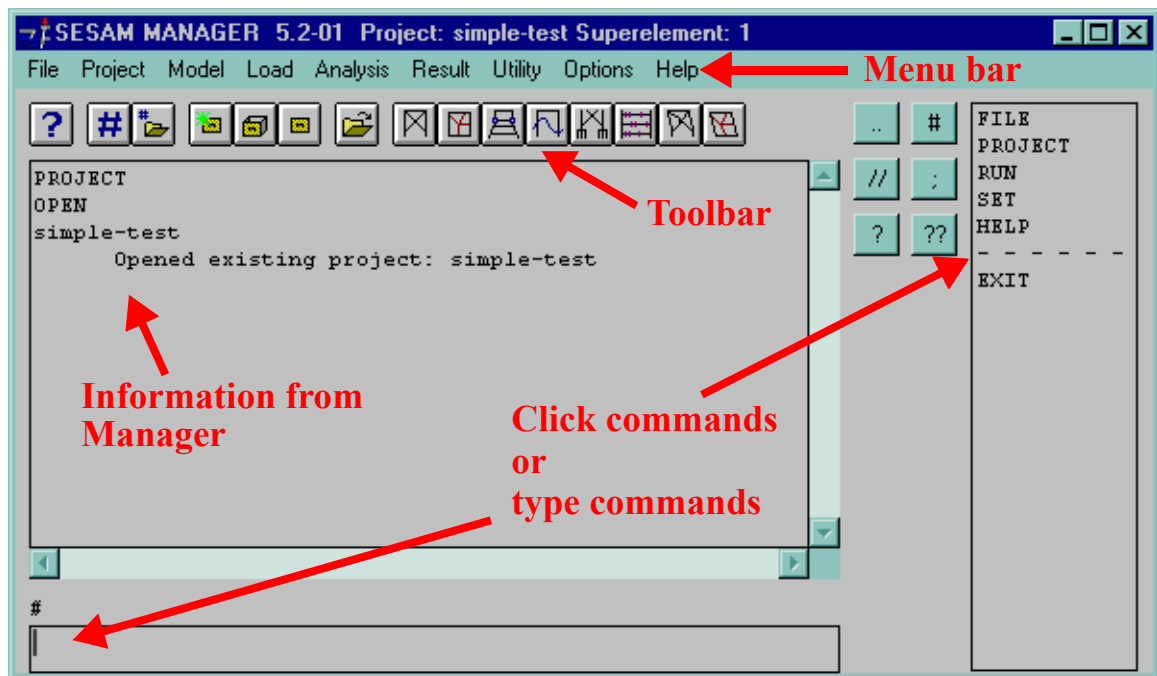 SESAM MANAGER 5.2-01 Project: simple-test Superelement: 1
File Project Model Load Analysis Result Utility Options Help
Menu bar
? # #
.. #
// ;
? ??
FILE
PROJECT
RUN
SET
HELP
- - - - - -
EXIT
PROJECT
OPEN
simple-test
Opened existing project: simple-test
Toolbar
Information from
Manager
Click commands
or
type commands
#